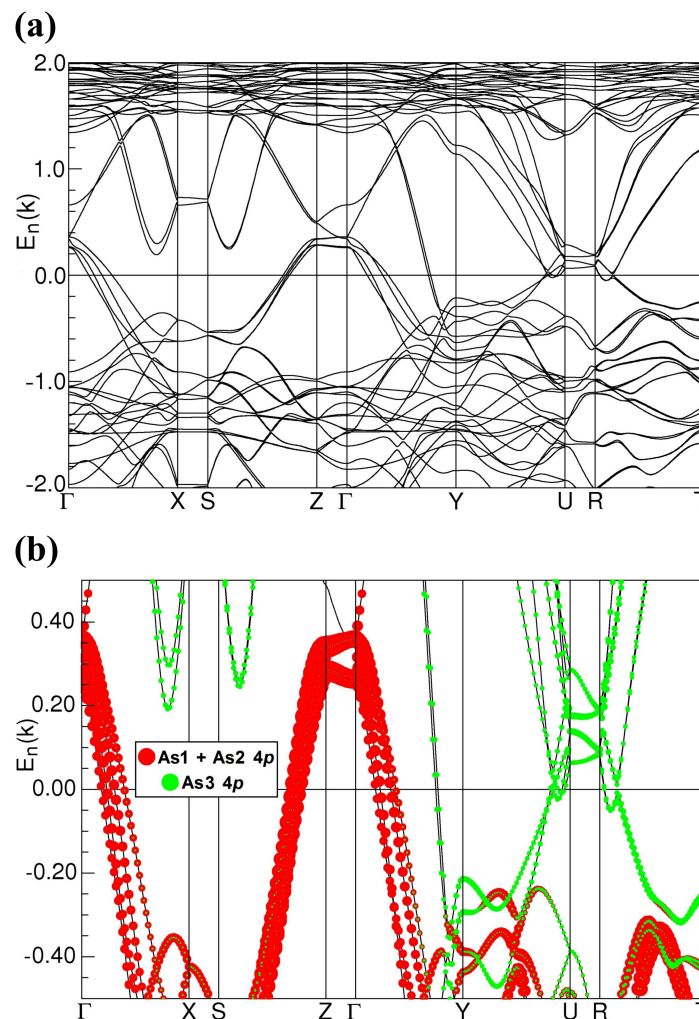 (a)
2.0
1.0
0.0
-1.0
-2.0
E_n(k)
Γ X S Z Γ Y U R T
(b)
0.40
0.20
0.00
-0.20
-0.40
E_n(k)
As1 + As2 4p
As3 4p
Γ X S Z Γ Y U R T